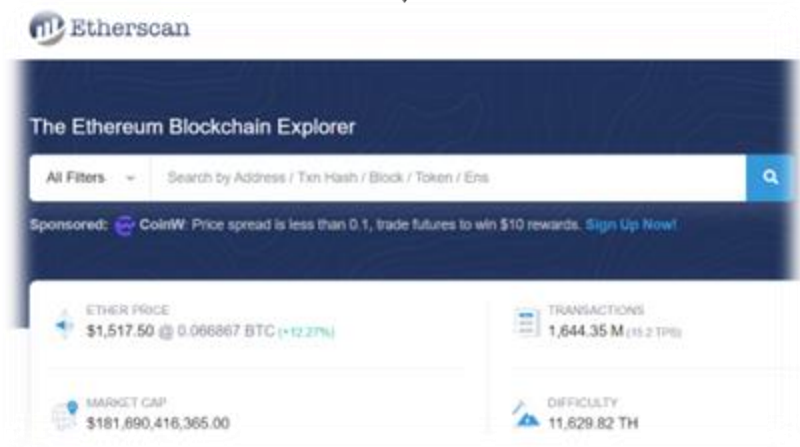 Etherscan
The Ethereum Blockchain Explorer
All Filters
Search by Address / Txn Hash / Block / Token / Ens
Sponsored: CoinW: Price spread is less than 0.1, trade futures to win $10 rewards. Sign Up Now!
ETHER PRICE
$1,517.50 @ 0.066867 BTC (+12.27%)
TRANSACTIONS
1,644.35 M (15.2 TPS)
MARKET CAP
$181,690,416,365.00
DIFFICULTY
11,629.82 TH